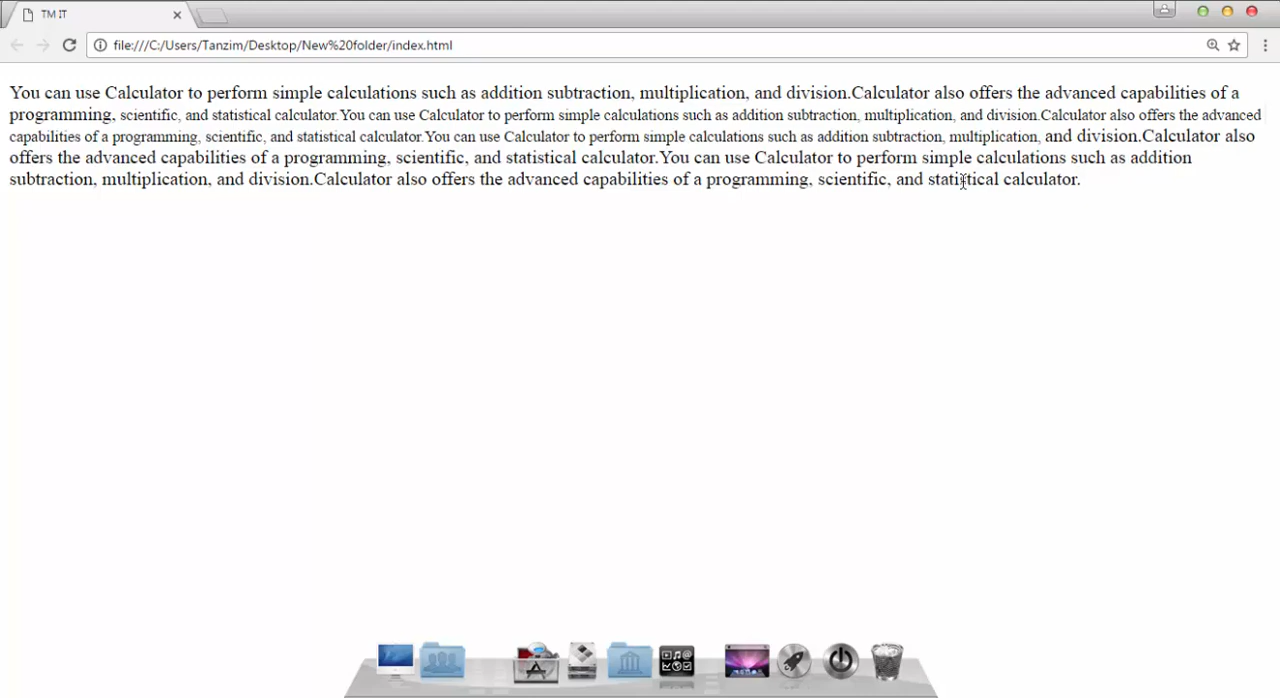 TM IT
file:///C:/Users/Tanzim/Desktop/New%20folder/index.html
You can use Calculator to perform simple calculations such as addition subtraction, multiplication, and division.Calculator also offers the advanced capabilities of a
programming, scientific, and statistical calculator.You can use Calculator to perform simple calculations such as addition subtraction, multiplication, and division.Calculator also offers the advanced
capabilities of a programming, scientific, and statistical calculator.You can use Calculator to perform simple calculations such as addition subtraction, multiplication, and division.Calculator also
offers the advanced capabilities of a programming, scientific, and statistical calculator.You can use Calculator to perform simple calculations such as addition
subtraction, multiplication, and division.Calculator also offers the advanced capabilities of a programming, scientific, and statistical calculator.